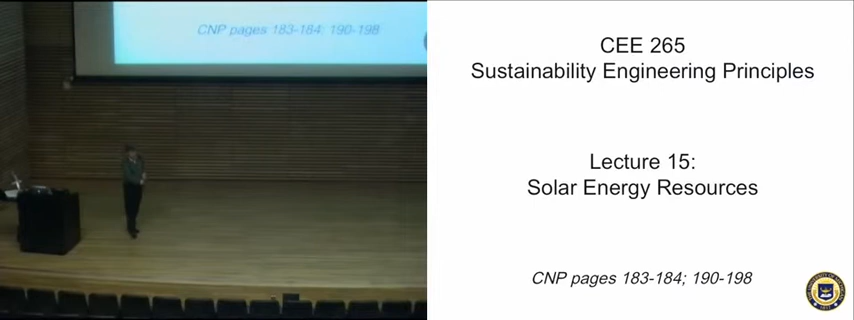 CNP pages 183-184; 190-198
CEE 265
Sustainability Engineering Principles
Lecture 15:
Solar Energy Resources
CNP pages 183-184; 190-198